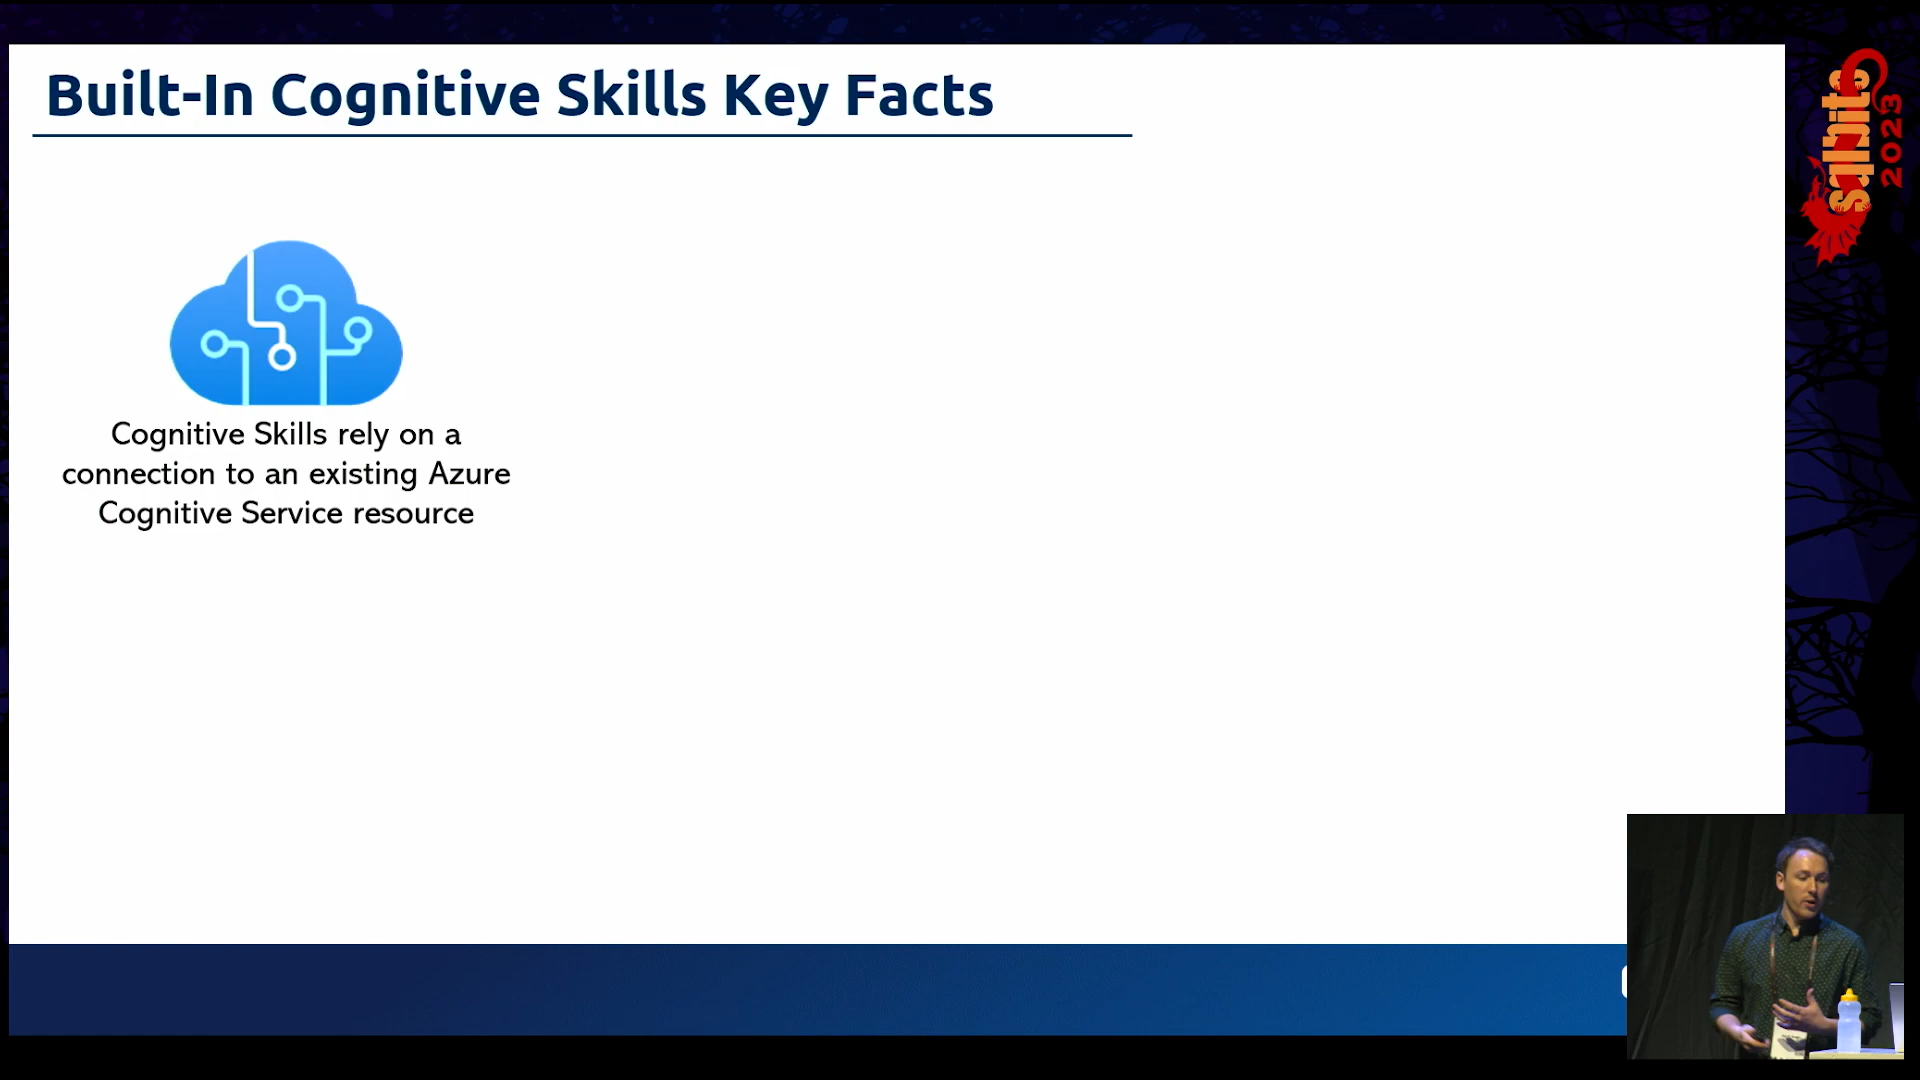 Built-In Cognitive Skills Key Facts
Cognitive Skills rely on a
connection to an existing Azure
Cognitive Service resource
sqlbits
2023